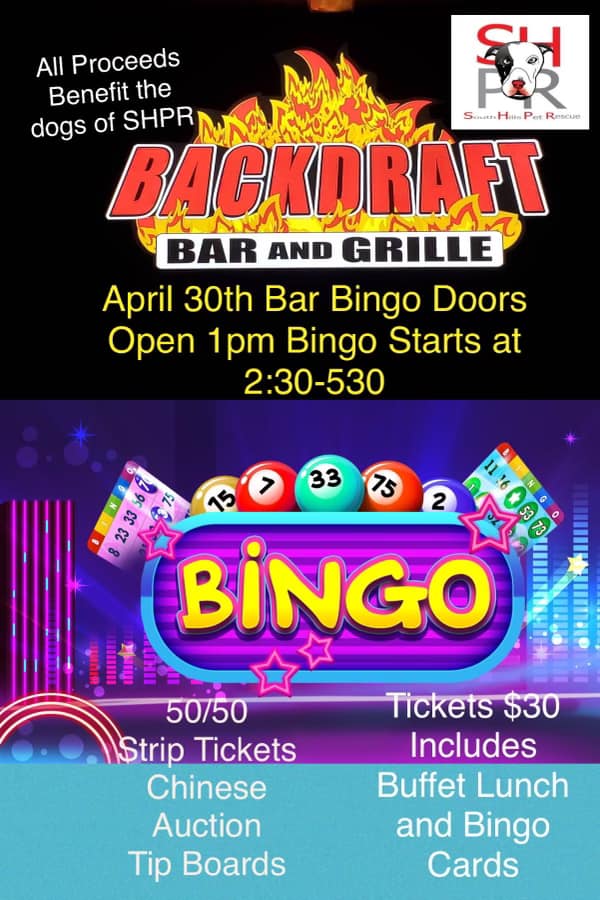 All Proceeds
Benefit the
dogs of SHPR
SH
PR
South Hills Pet Rescue
BACKDRAFT
BAR AND GRILLE
April 30th Bar Bingo Doors
Open 1pm Bingo Starts at
2:30-530
15 7 33 75 2
BINGO
BINGO
BiNGO
50/50
Strip Tickets
Chinese
Auction
Tip Boards
Tickets $30
Includes
Buffet Lunch
and Bingo
Cards